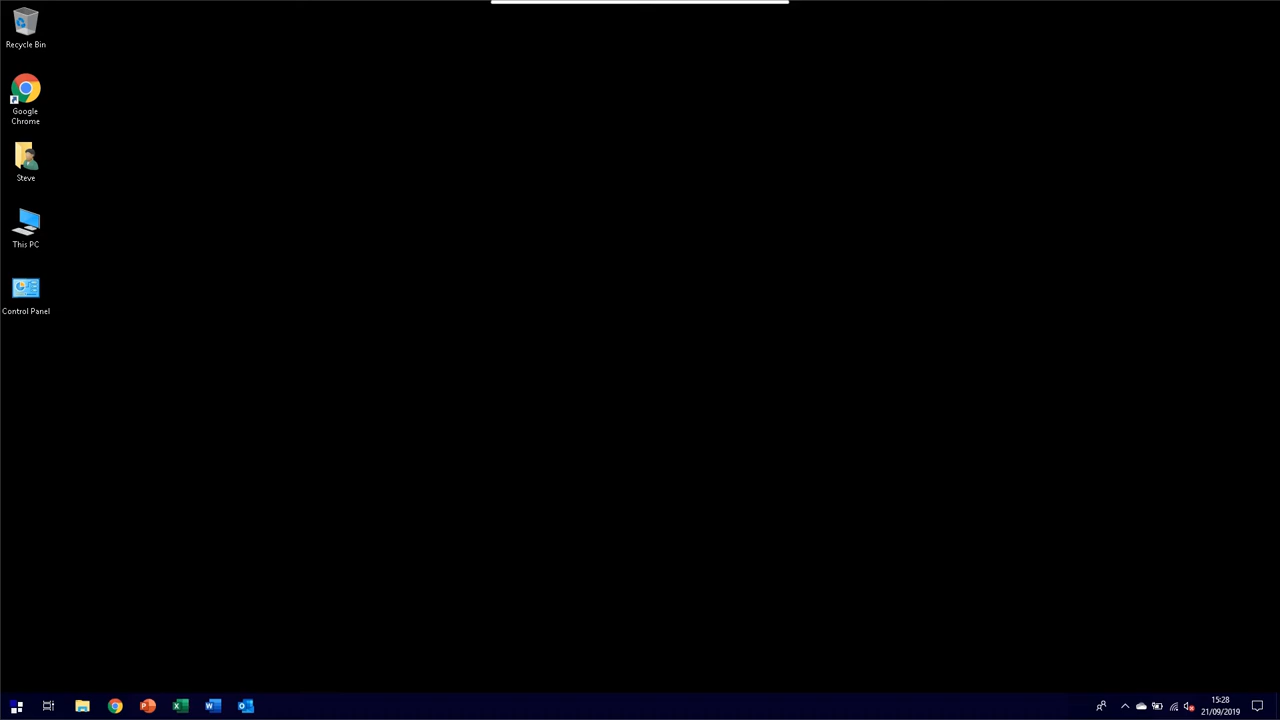 Recycle Bin
Google
Chrome
Steve
This PC
Control Panel
15:28
21/09/2019